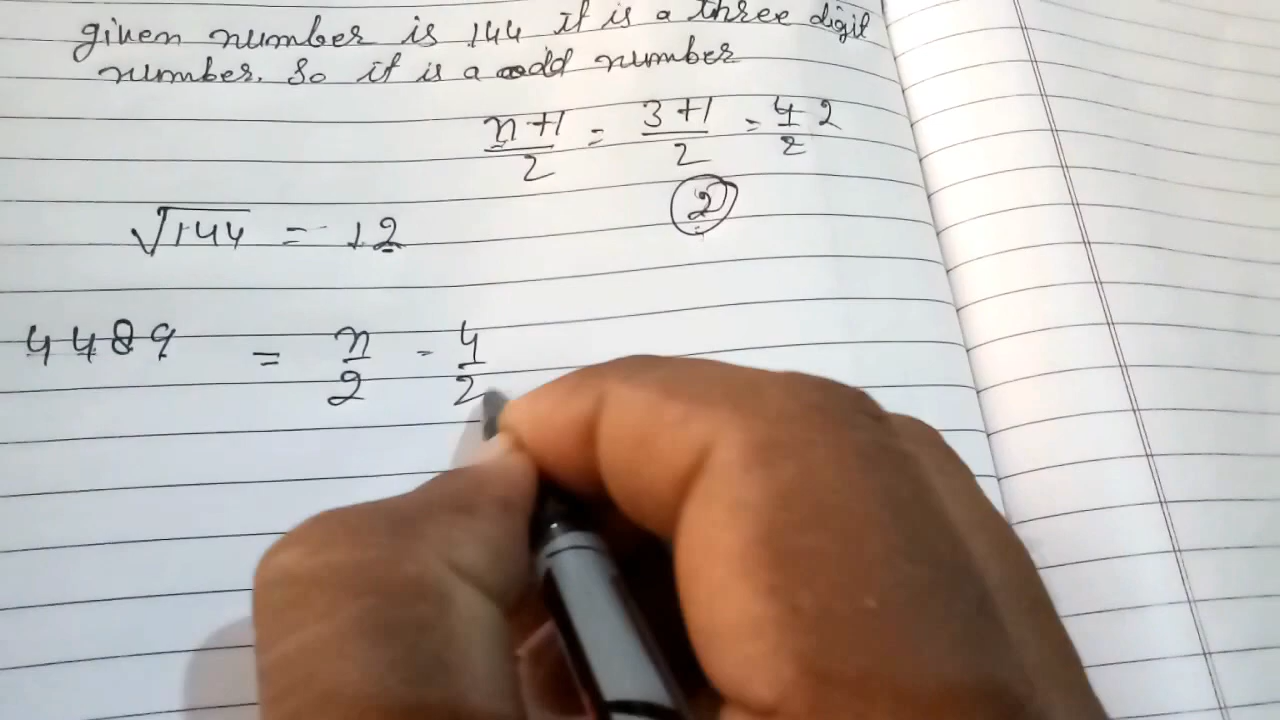 given number is 144 it is a three digit
number. So it is a odd number
n+1/2 = 3+1/2 = 4/2 2
2
√144 = 12
4489 = n/2 - 4/2